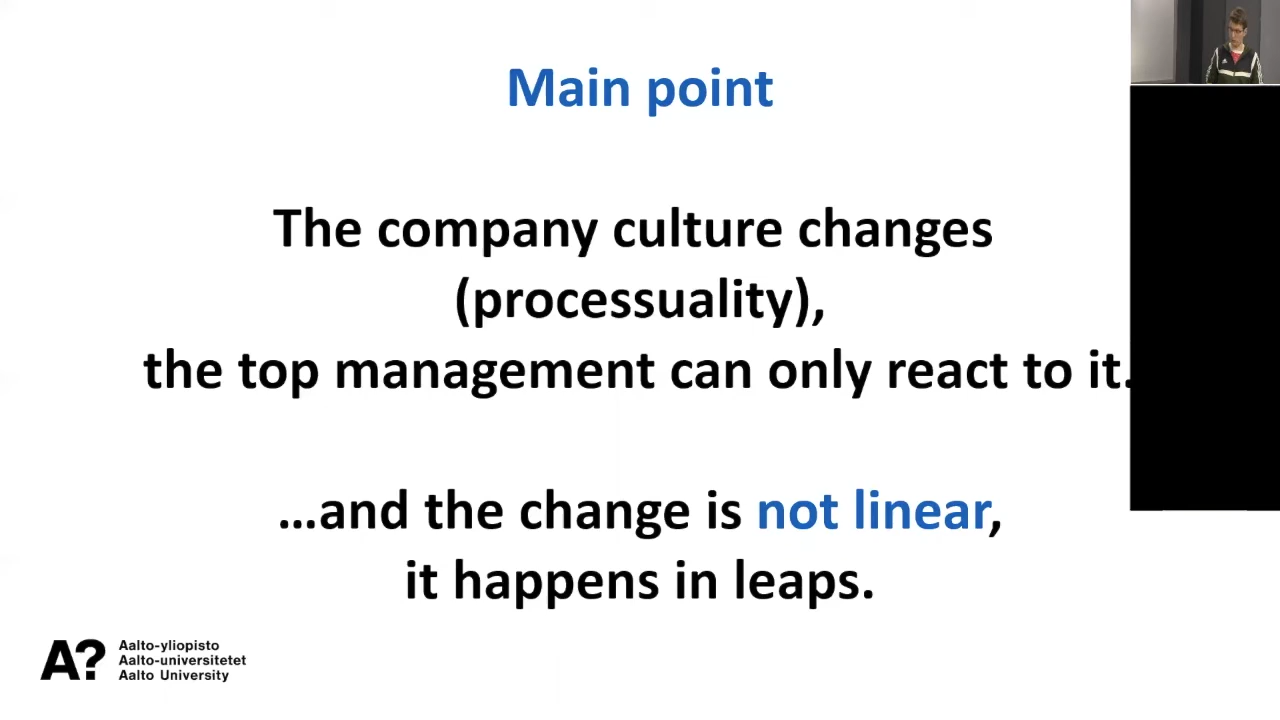 Main point
The company culture changes
(processuality),
the top management can only react to it.
...and the change is not linear,
it happens in leaps.
A?
Aalto-yliopisto
Aalto-universitetet
Aalto University